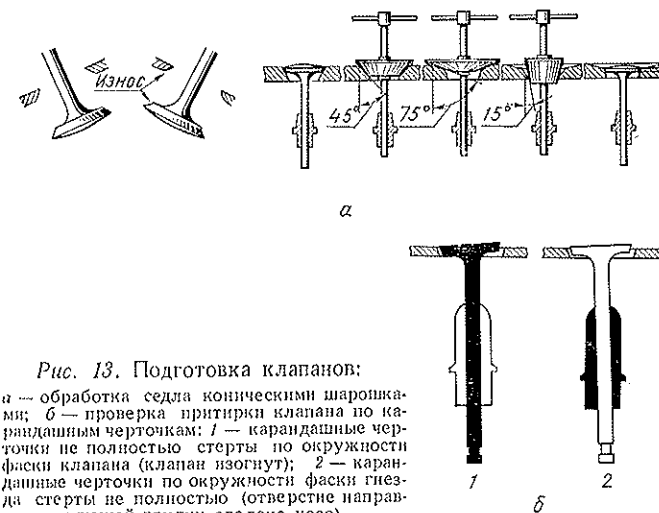 Износ
45° 75° 15°
а
Рис. 13. Подготовка клапанов:
а — обработка седла коническими шарошка-
ми; б — проверка притирки клапана по ка-
рандашным черточкам: 1 — карандашные чер-
точки не полностью стерты по окружности
фаски клапана (клапан изогнут); 2 — каран-
дашные черточки по окружности фаски гнез-
да стерты не полностью (отверстие направ-
1 2
б